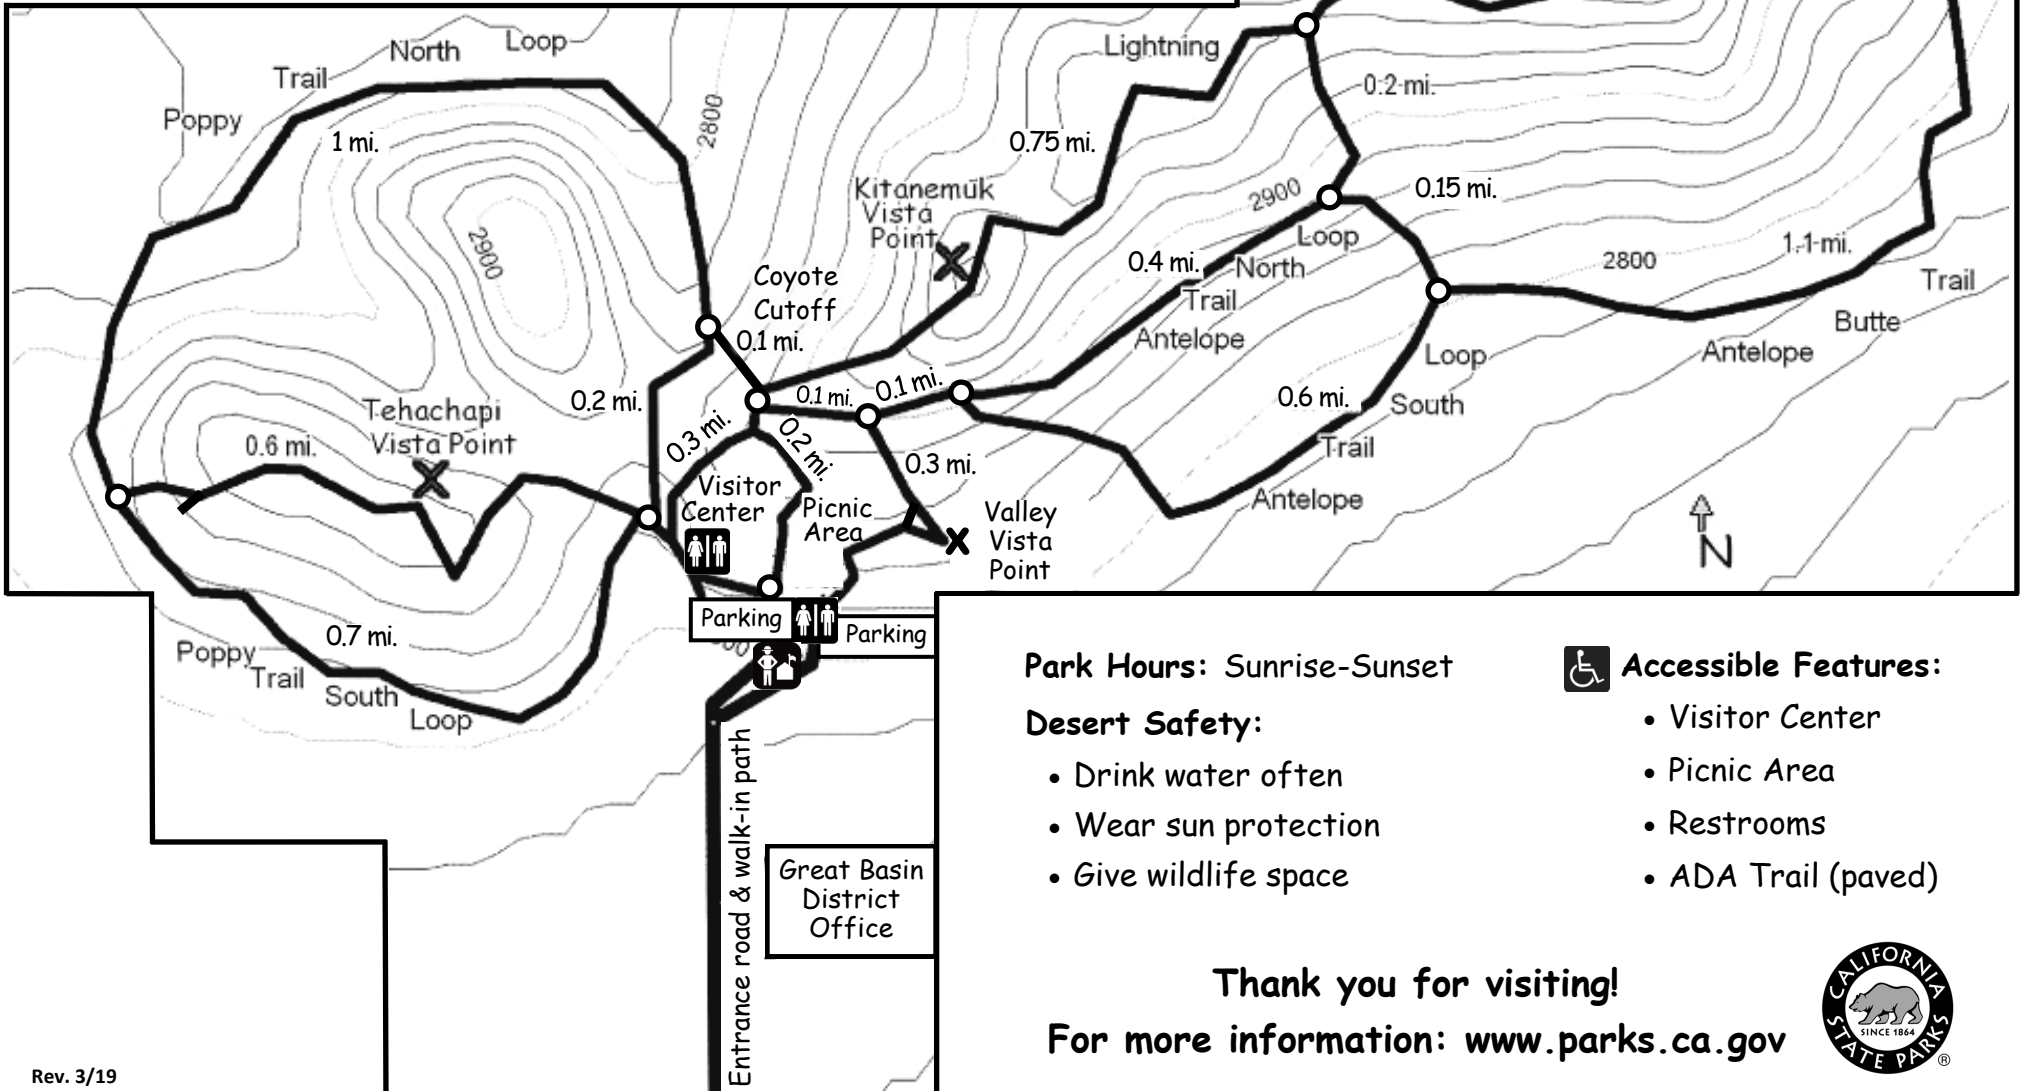 Poppy
Trail
North
Loop
1 mi.
2800
2900
Lightning
0.75 mi.
0.2 mi.
Kitanemuk
Vista
Point
2900
0.15 mi.
Loop
North
Trail
Antelope
0.4 mi.
2800
1.1 mi.
Trail
Butte
Antelope
Coyote
Cutoff
0.1 mi.
0.2 mi.
0.1 mi.
0.1 mi.
0.3 mi.
0.2 mi.
Loop
South
Trail
Antelope
0.6 mi.
Tehachapi
Vista Point
0.6 mi.
0.3 mi.
Visitor
Center
Picnic
Area
Valley
Vista
Point
N
Parking
Parking
0.7 mi.
Poppy
Trail
South
Loop
Entrance road & walk-in path
Great Basin
District
Office
Park Hours: Sunrise-Sunset
Desert Safety:
• Drink water often
• Wear sun protection
• Give wildlife space
Accessible Features:
• Visitor Center
• Picnic Area
• Restrooms
• ADA Trail (paved)
Thank you for visiting!
For more information: www.parks.ca.gov
CALIFORNIA
STATE PARKS
SINCE 1864
®
Rev. 3/19